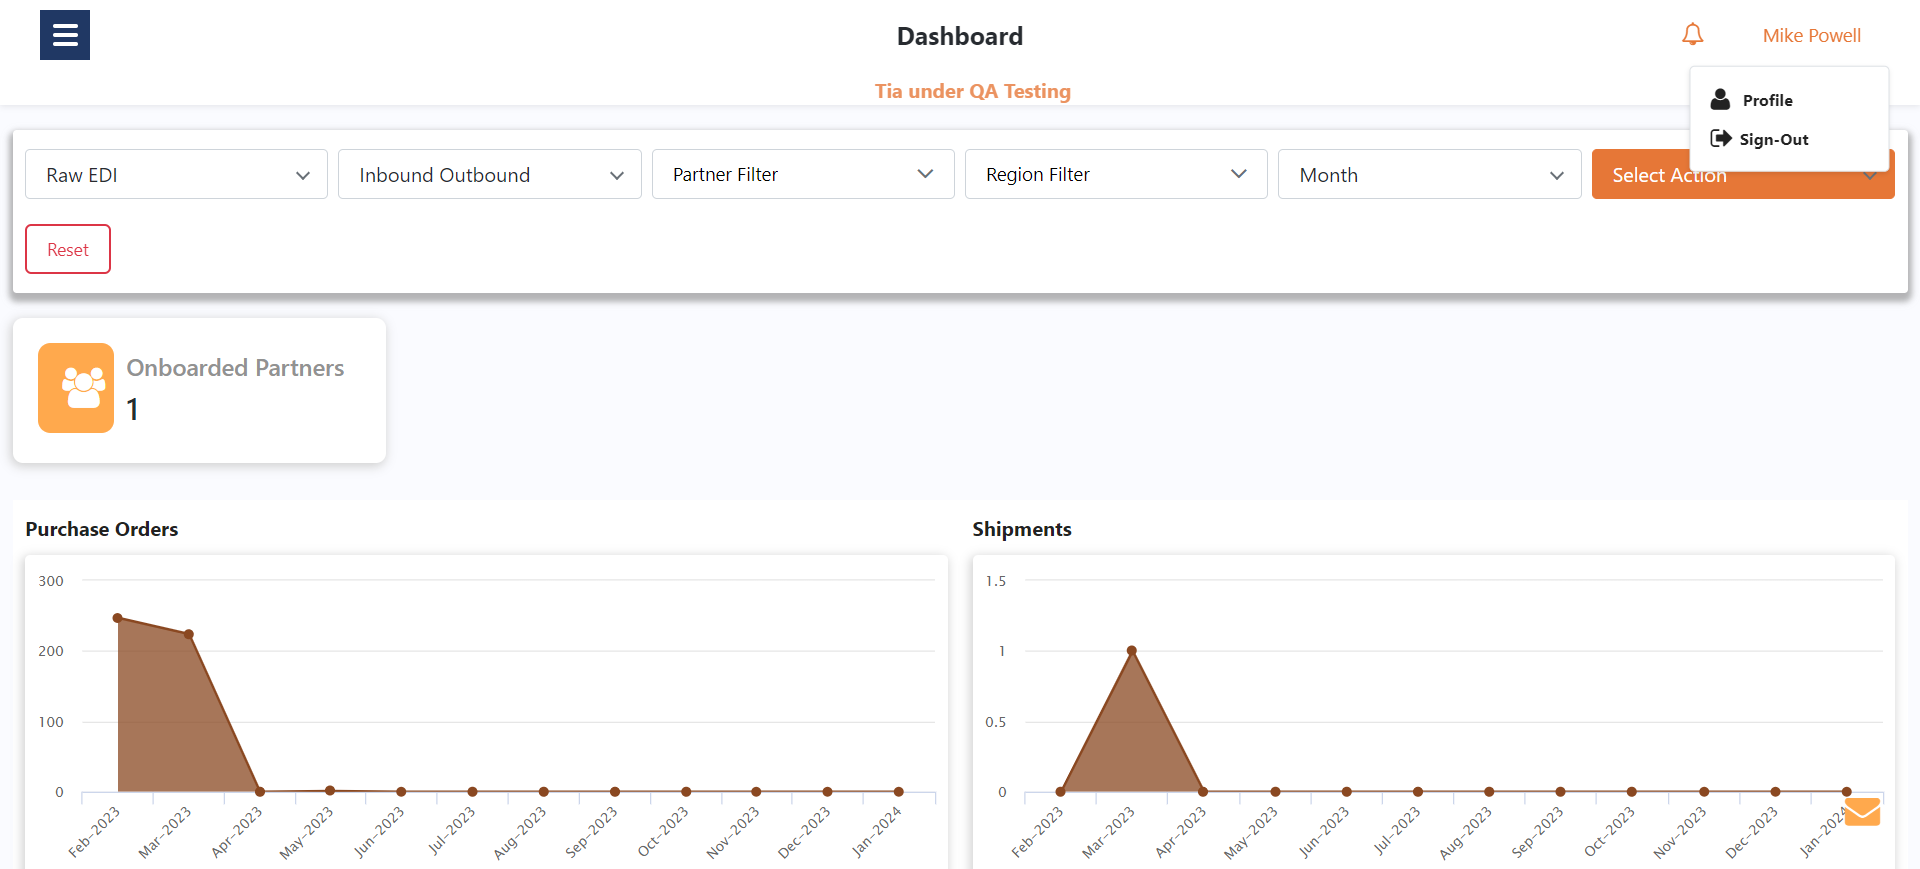 Dashboard
Mike Powell
Tia under QA Testing
Profile
Sign-Out
Raw EDI
Inbound Outbound
Partner Filter
Region Filter
Month
Select Action
Reset
Onboarded Partners
1
Purchase Orders
300
200
100
0
Feb-2023
Mar-2023
Apr-2023
May-2023
Jun-2023
Jul-2023
Aug-2023
Sep-2023
Oct-2023
Nov-2023
Dec-2023
Jan-2024
Shipments
1.5
1
0.5
0
Feb-2023
Mar-2023
Apr-2023
May-2023
Jun-2023
Jul-2023
Aug-2023
Sep-2023
Oct-2023
Nov-2023
Dec-2023
Jan-2024